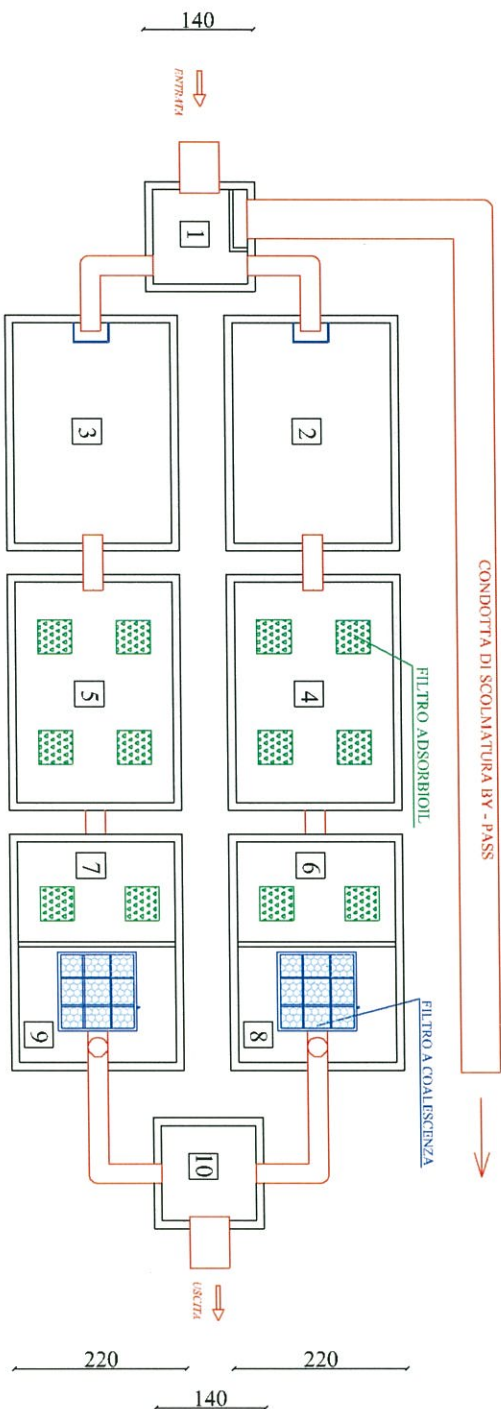 140
ENTRATA
1
3
2
CONDOTTA DI SCOLMATURA BY - PASS
5
4
FILTRO ADSORBIOIL
7
6
9
8
FILTRO A COALESCENZA
10
USCITA
220
220
140